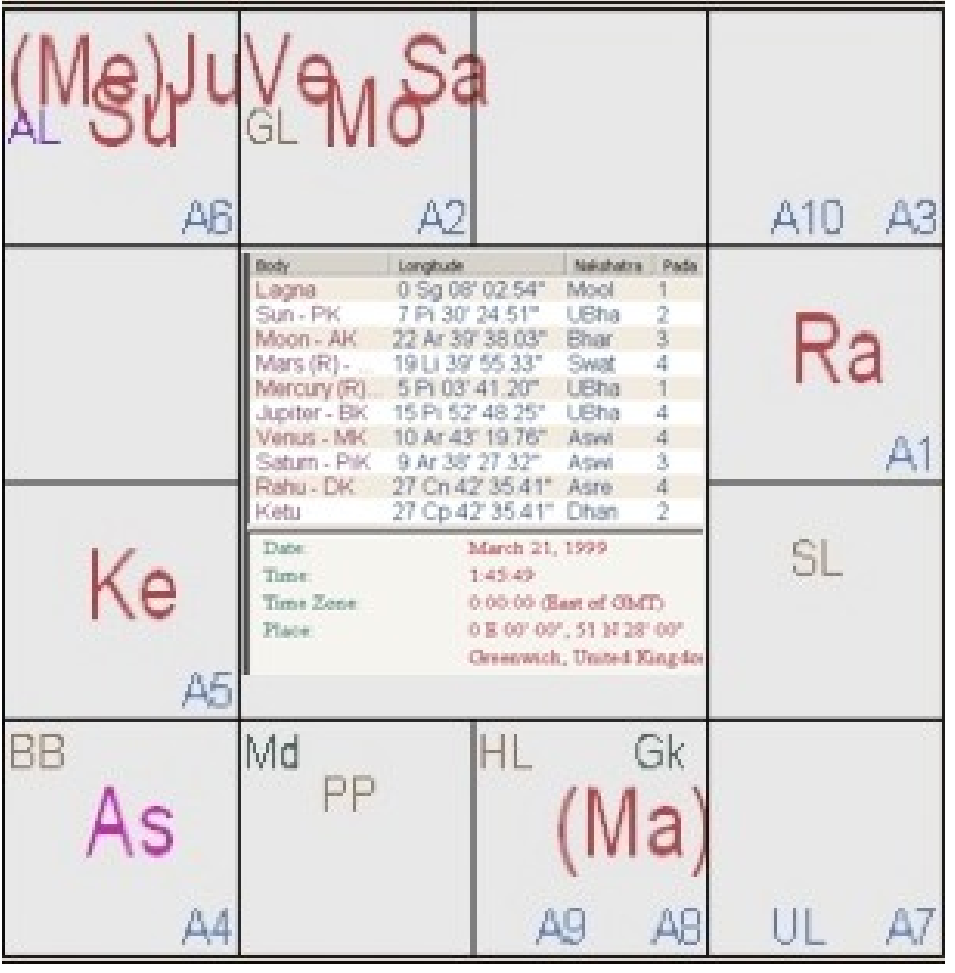 (Me) Ju Ve Sa
AL Su GL Mo
A6 A2 A10 A3
Body Longitude Nakshatra Pada
Lagna 0 Sg 08' 02.54" Mool 1
Sun - PK 7 Pi 30' 24.51" UBha 2
Moon - AK 22 Ar 39' 38.03" Bhar 3
Mars (R) - ... 19 Li 39' 55.33" Swat 4
Mercury (R)... 5 Pi 03' 41.20" UBha 1
Jupiter - BK 15 Pi 52' 48.25" UBha 4
Venus - MK 10 Ar 43' 19.76" Aswi 4
Saturn - PiK 9 Ar 38' 27.32" Aswi 3
Rahu - DK 27 Cn 42' 35.41" Asre 4
Ketu 27 Cp 42' 35.41" Dhan 2
Ra
A1
Date: March 21, 1999
Time: 1:45:49
Time Zone: 0:00:00 (East of GMT)
Place: 0 E 00' 00", 51 N 28' 00"
Greenwich, United Kingdo
Ke
A5
SL
BB Md HL Gk
As PP (Ma)
A4 A9 A8 UL A7